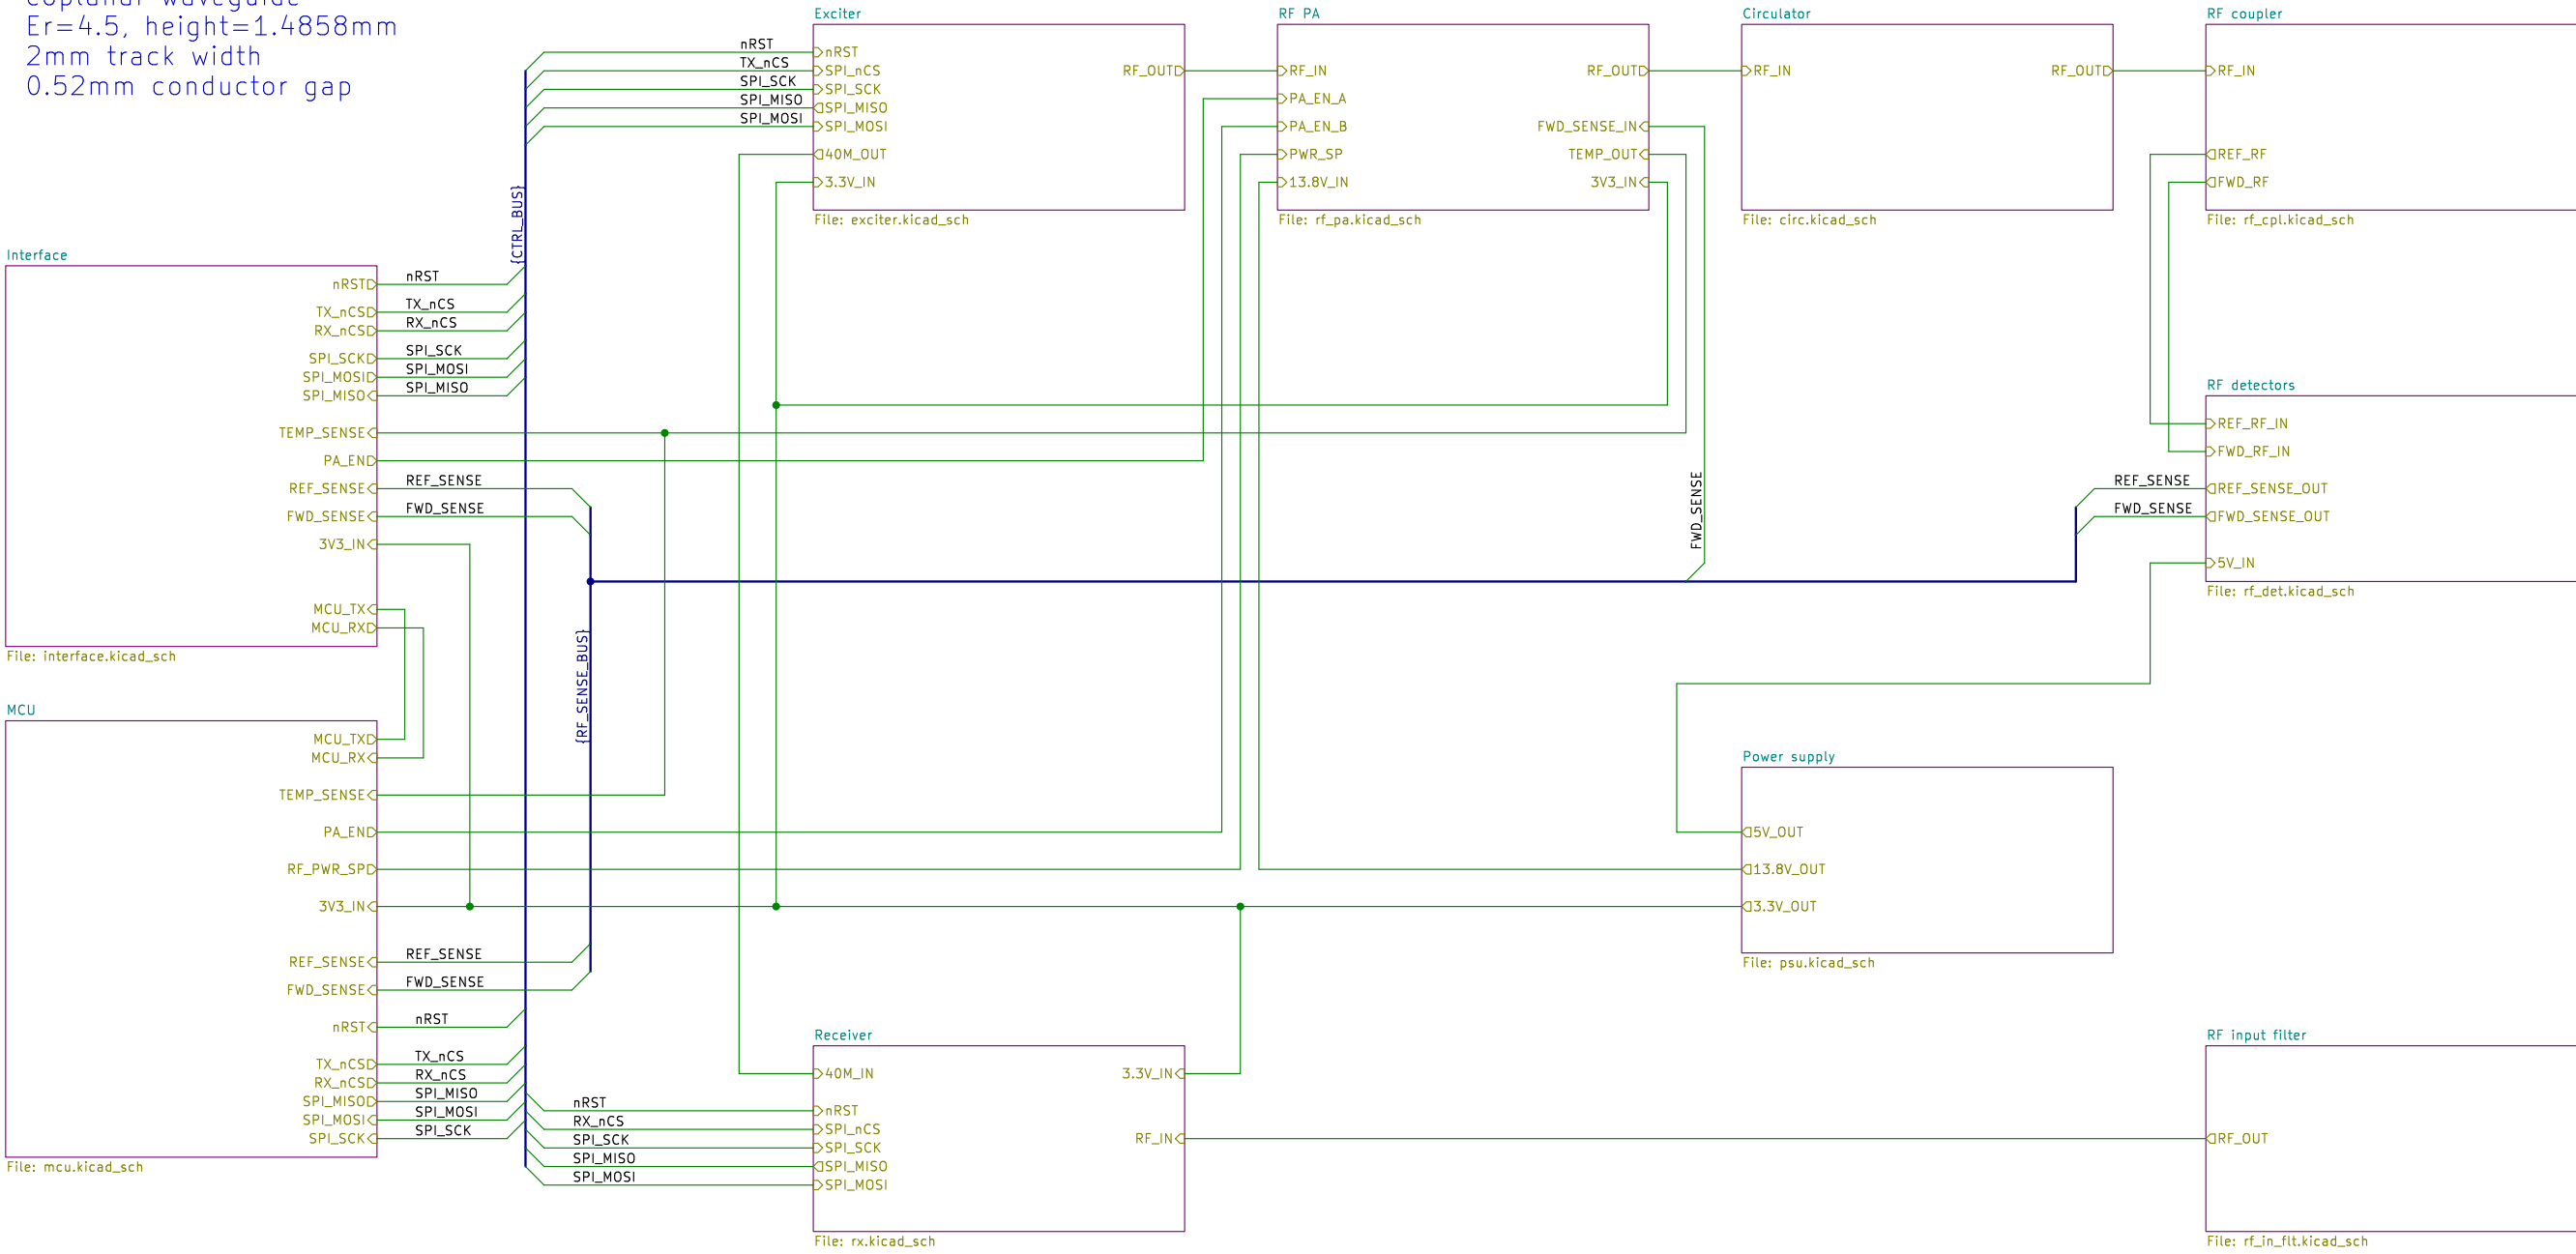 Er=4.5, height=1.4858mm
2mm track width
0.52mm conductor gap
Exciter
nRST
TX_nCS
SPI_SCK
SPI_MISO
SPI_MOSI
nRST
SPI_nCS
SPI_SCK
SPI_MISO
SPI_MOSI
40M_OUT
3.3V_IN
RF_OUT
File: exciter.kicad_sch
RF PA
RF_IN
PA_EN_A
PA_EN_B
PWR_SP
13.8V_IN
RF_OUT
FWD_SENSE_IN
TEMP_OUT
3V3_IN
File: rf_pa.kicad_sch
Circulator
RF_IN
RF_OUT
File: circ.kicad_sch
RF coupler
RF_IN
REF_RF
FWD_RF
File: rf_cpl.kicad_sch
{CTRL_BUS}
Interface
nRST
TX_nCS
RX_nCS
SPI_SCK
SPI_MOSI
SPI_MISO
TEMP_SENSE
PA_EN
REF_SENSE
FWD_SENSE
3V3_IN
MCU_TX
MCU_RX
nRST
TX_nCS
RX_nCS
SPI_SCK
SPI_MOSI
SPI_MISO
REF_SENSE
FWD_SENSE
File: interface.kicad_sch
FWD_SENSE
RF detectors
REF_RF_IN
FWD_RF_IN
REF_SENSE_OUT
FWD_SENSE_OUT
5V_IN
REF_SENSE
FWD_SENSE
File: rf_det.kicad_sch
{RF_SENSE_BUS}
MCU
MCU_TX
MCU_RX
TEMP_SENSE
PA_EN
RF_PWR_SP
3V3_IN
REF_SENSE
FWD_SENSE
nRST
TX_nCS
RX_nCS
SPI_MISO
SPI_MOSI
SPI_SCK
REF_SENSE
FWD_SENSE
nRST
TX_nCS
RX_nCS
SPI_MISO
SPI_MOSI
SPI_SCK
File: mcu.kicad_sch
Power supply
5V_OUT
13.8V_OUT
3.3V_OUT
File: psu.kicad_sch
Receiver
nRST
RX_nCS
SPI_SCK
SPI_MISO
SPI_MOSI
40M_IN
nRST
SPI_nCS
SPI_SCK
SPI_MISO
SPI_MOSI
3.3V_IN
RF_IN
File: rx.kicad_sch
RF input filter
RF_OUT
File: rf_in_flt.kicad_sch